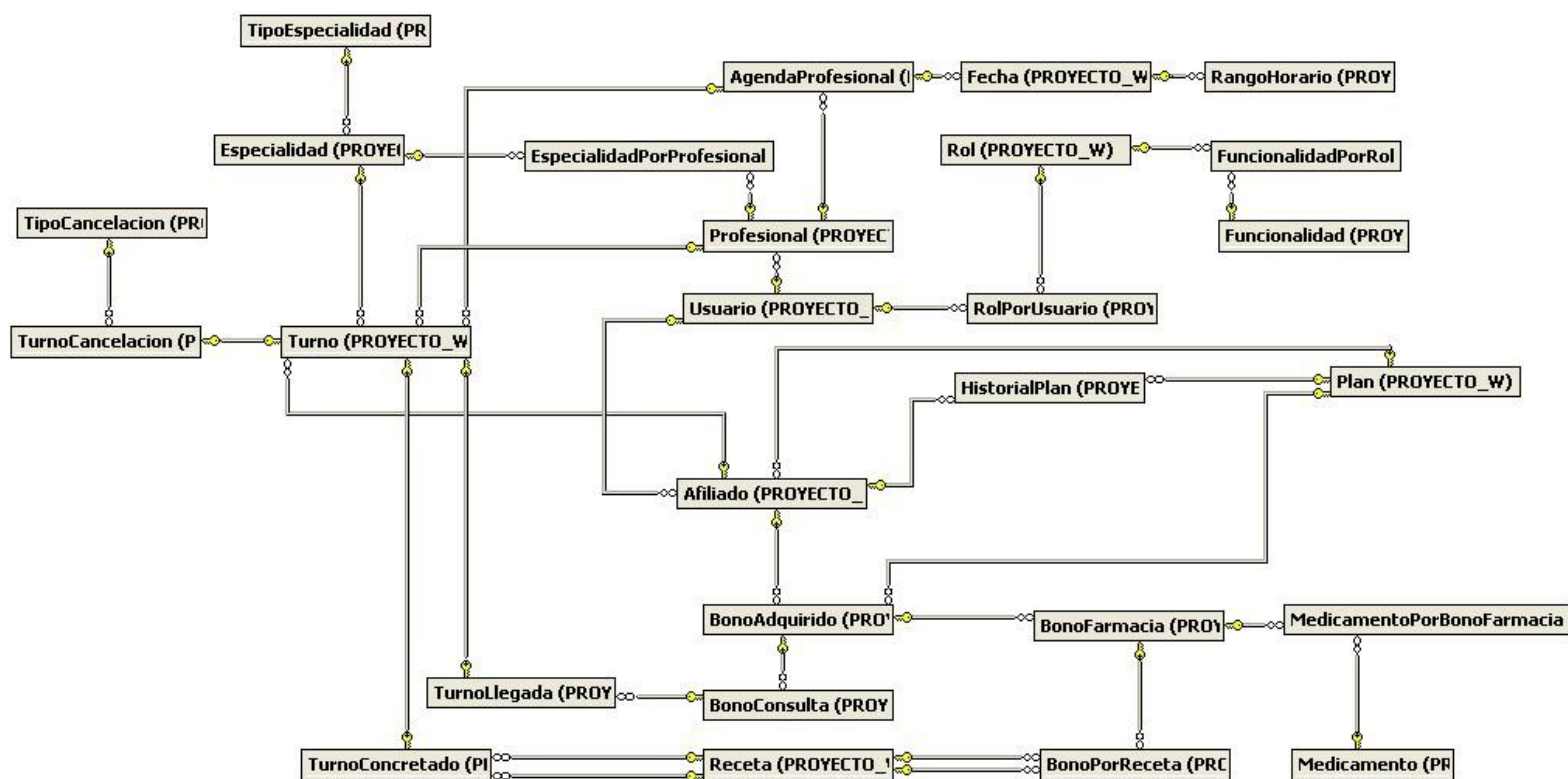 TipoEspecialidad (PR
AgendaProfesional (
Fecha (PROYECTO_W
RangoHorario (PROY
Especialidad (PROYE
EspecialidadPorProfesional
Rol (PROYECTO_W)
FuncionalidadPorRol
TipoCancelacion (PR
Profesional (PROYEC
Funcionalidad (PROY
Usuario (PROYECTO_
RolPorUsuario (PROY
TurnoCancelacion (P
Turno (PROYECTO_W
HistorialPlan (PROYE
Plan (PROYECTO_W)
Afiliado (PROYECTO_
BonoAdquirido (PRO
BonoFarmacia (PROY
MedicamentoPorBonoFarmacia
TurnoLlegada (PROY
BonoConsulta (PROY
TurnoConcretado (P
Receta (PROYECTO_
BonoPorReceta (PRC
Medicamento (PR